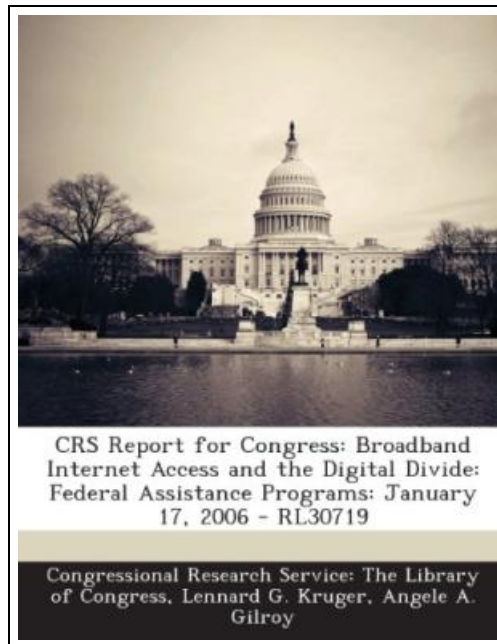 CRS Report for Congress: Broadband
Internet Access and the Digital Divide:
Federal Assistance Programs: January
17, 2006 - RL30719
Congressional Research Service: The Library
of Congress, Lennard G. Kruger, Angele A.
Gilroy